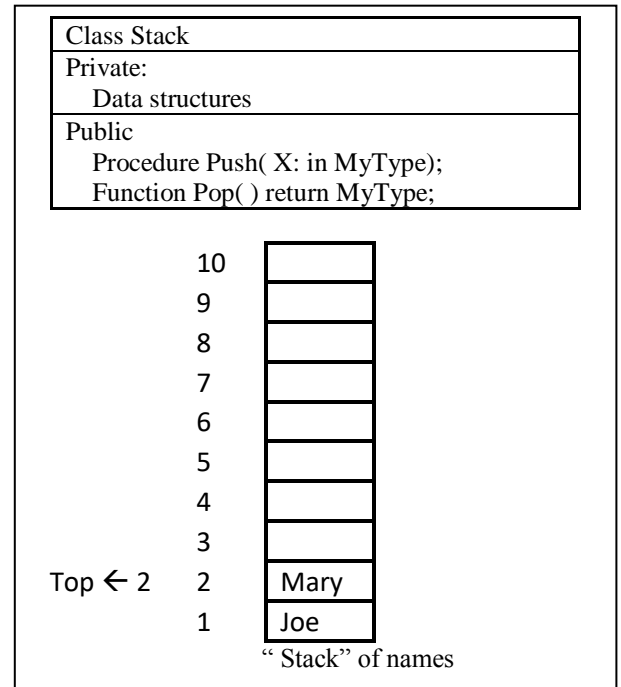 Class Stack
Private:
Data structures
Public
Procedure Push( X: in MyType);
Function Pop( ) return MyType;
10
9
8
7
6
5
4
3
Top ← 2 2 Mary
1 Joe
“ Stack” of names